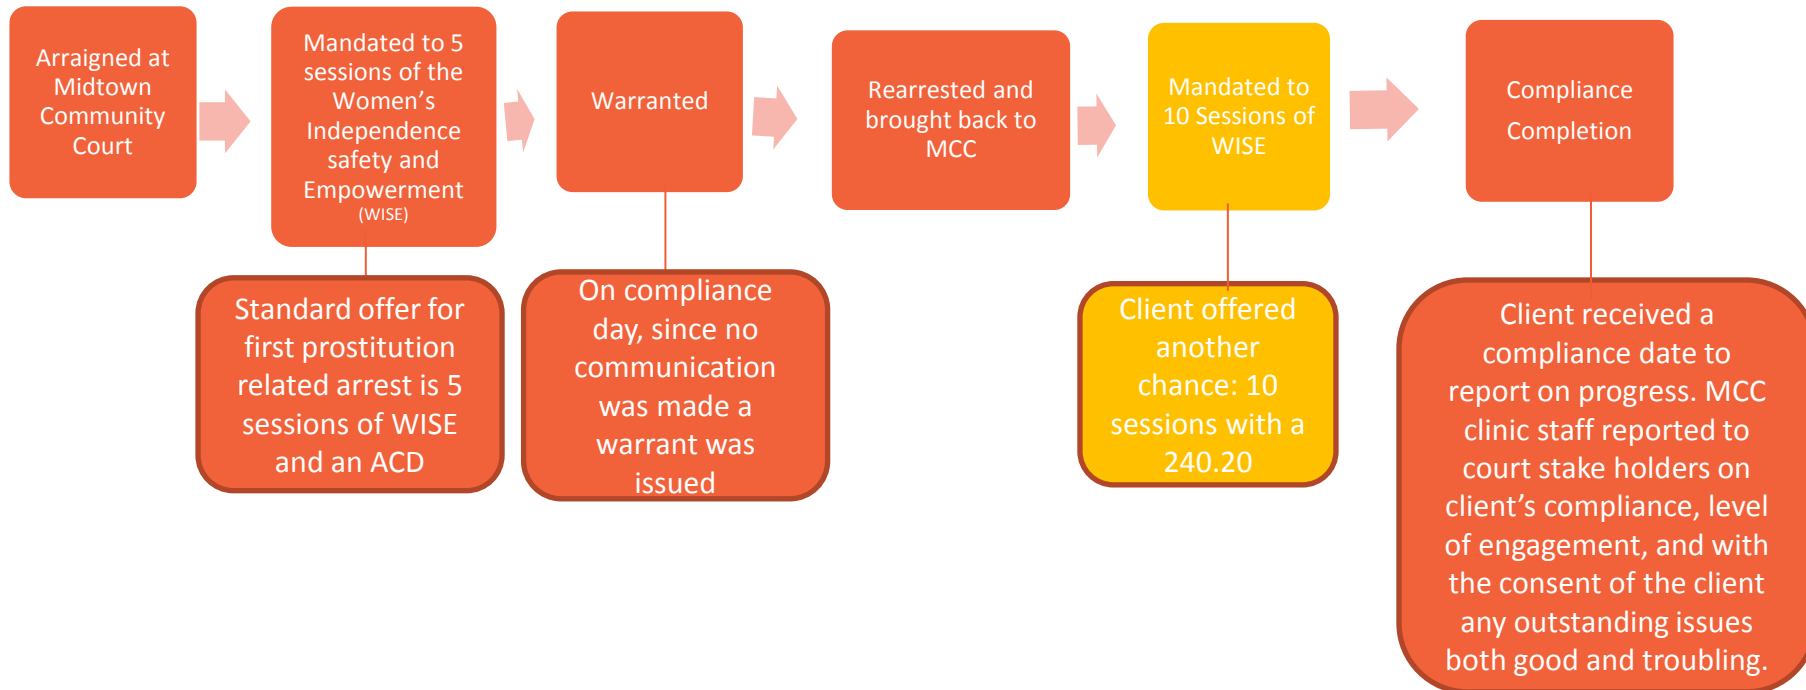 Arraigned at
Midtown
Community
Court
Mandated to 5
sessions of the
Women's
Independence
safety and
Empowerment
(WISE)
Warranted
Rearrested and
brought back to
MCC
Mandated to
10 Sessions of
WISE
Compliance
Completion
Standard offer for
first prostitution
related arrest is 5
sessions of WISE
and an ACD
On compliance
day, since no
communication
was made a
warrant was
issued
Client offered
another
chance: 10
sessions with a
240.20
Client received a
compliance date to
report on progress. MCC
clinic staff reported to
court stake holders on
client's compliance, level
of engagement, and with
the consent of the client
any outstanding issues
both good and troubling.